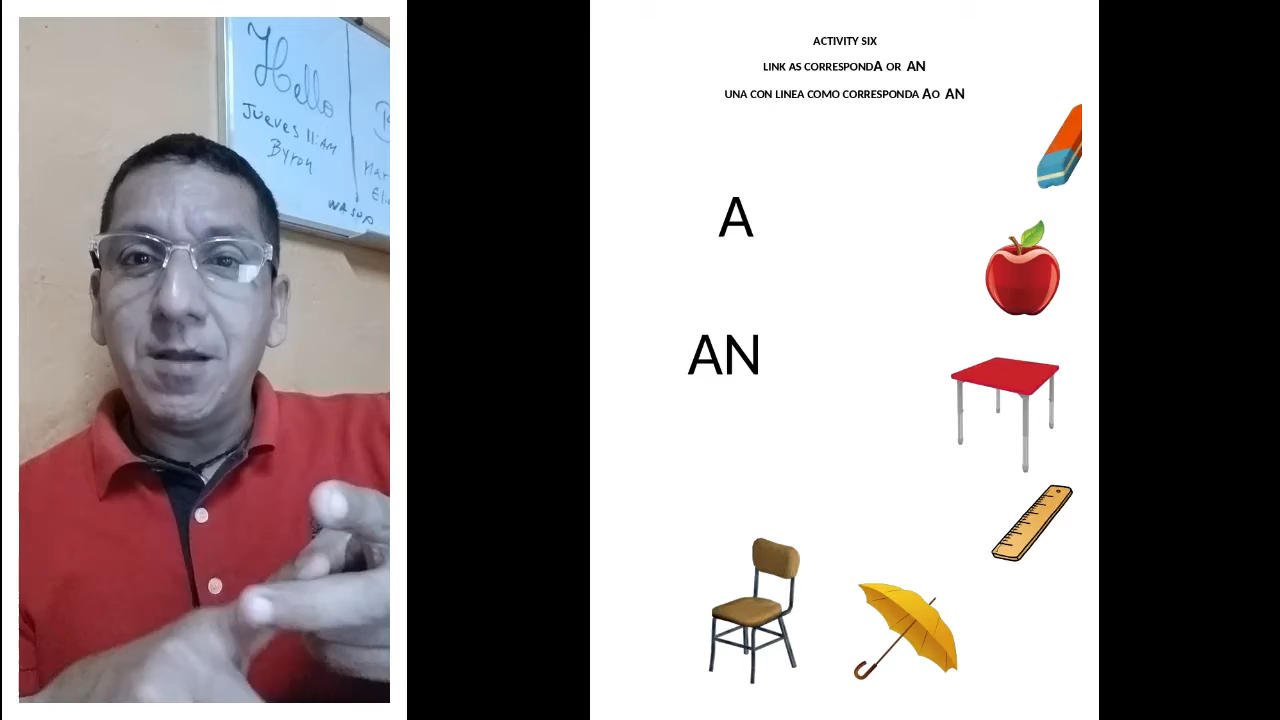 Hello
Jueves 11:AM
Byron
ACTIVITY SIX
LINK AS CORRESPONDA OR AN
UNA CON LINEA COMO CORRESPONDA A O AN
A
AN